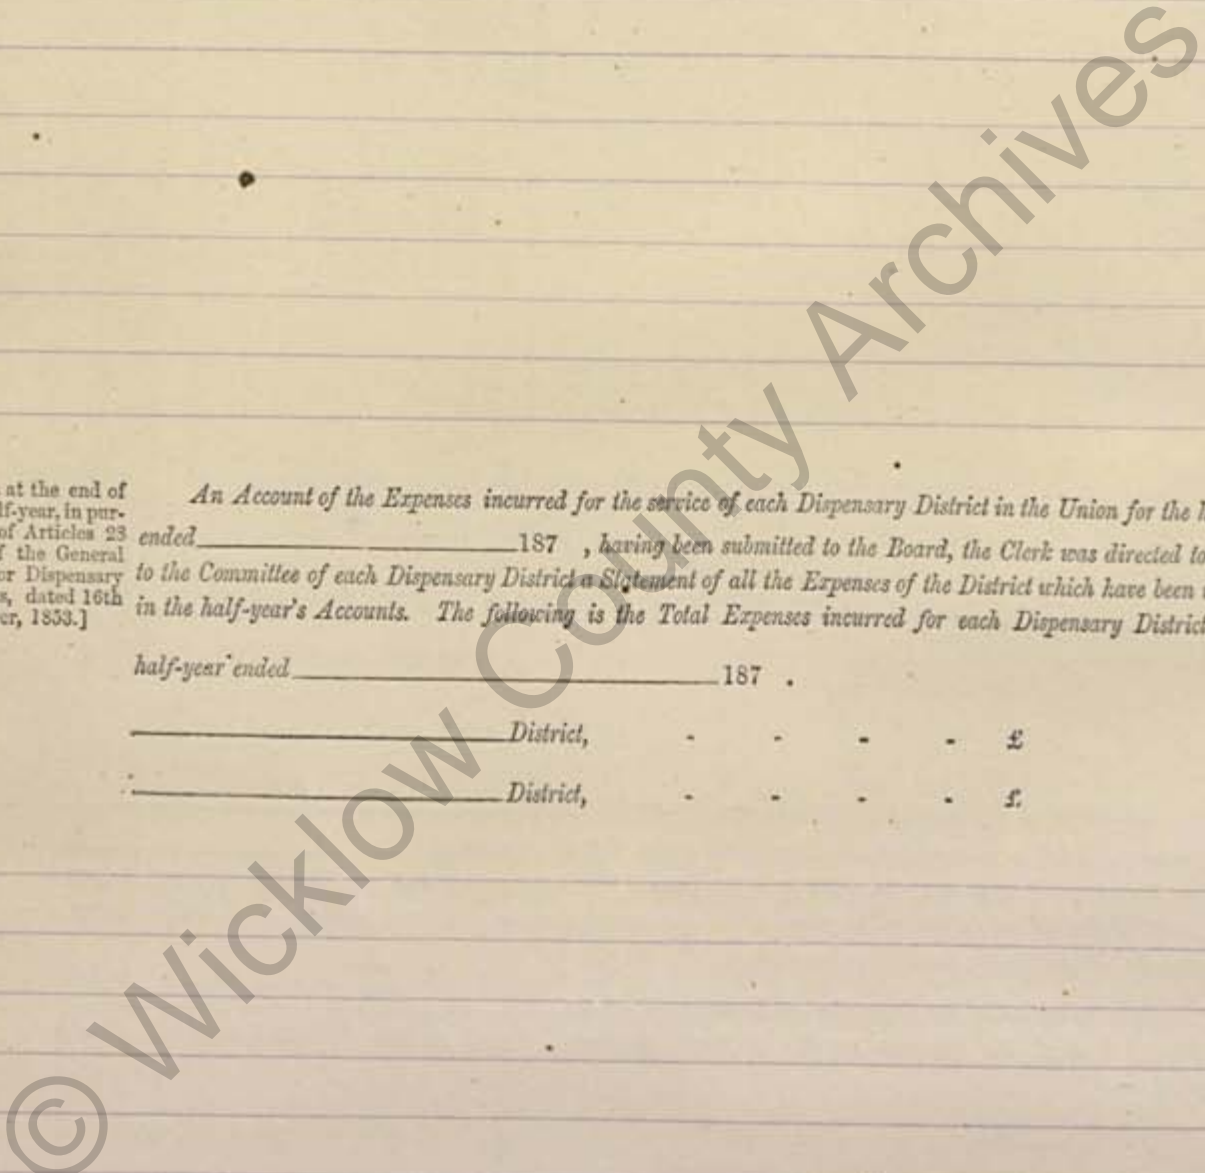 at the end of
lf-year, in pur-
of Articles 23
f the General
or Dispensary
s, dated 16th
er, 1853.]
An Account of the Expenses incurred for the service of each Dispensary District in the Union for the
ended 187 , having been submitted to the Board, the Clerk was directed to
to the Committee of each Dispensary District a Statement of all the Expenses of the District which have been
in the half-year's Accounts. The following is the Total Expenses incurred for each Dispensary District
half-year ended 187 .
District, - - - - £
District, - - - - £
© Wicklow County Archives